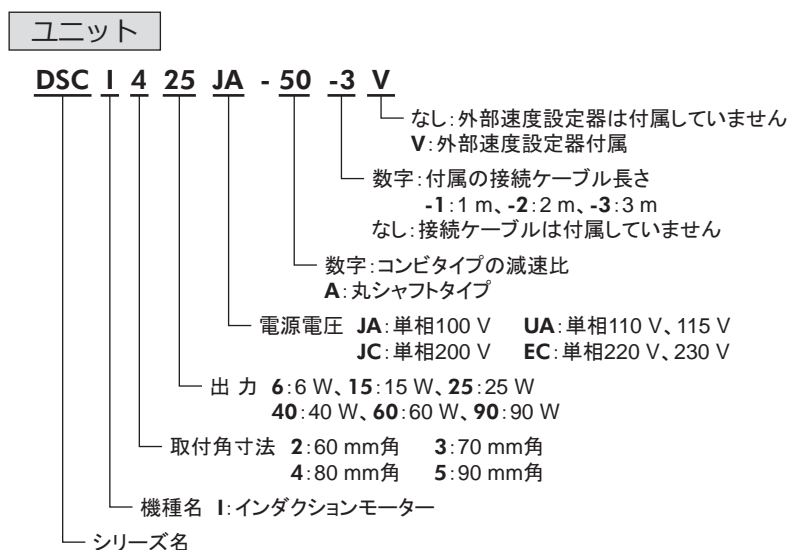 ユニット
DSC I 4 25 JA - 50 -3 V
なし:外部速度設定器は付属していません
V:外部速度設定器付属
数字:付属の接続ケーブル長さ
-1:1 m、-2:2 m、-3:3 m
なし:接続ケーブルは付属していません
数字:コンビタイプの減速比
A:丸シャフトタイプ
電源電圧 JA:単相100 V UA:単相110 V、115 V
JC:単相200 V EC:単相220 V、230 V
出 力 6:6 W、15:15 W、25:25 W
40:40 W、60:60 W、90:90 W
取付角寸法 2:60 mm角 3:70 mm角
4:80 mm角 5:90 mm角
機種名 I:インダクションモーター
シリーズ名